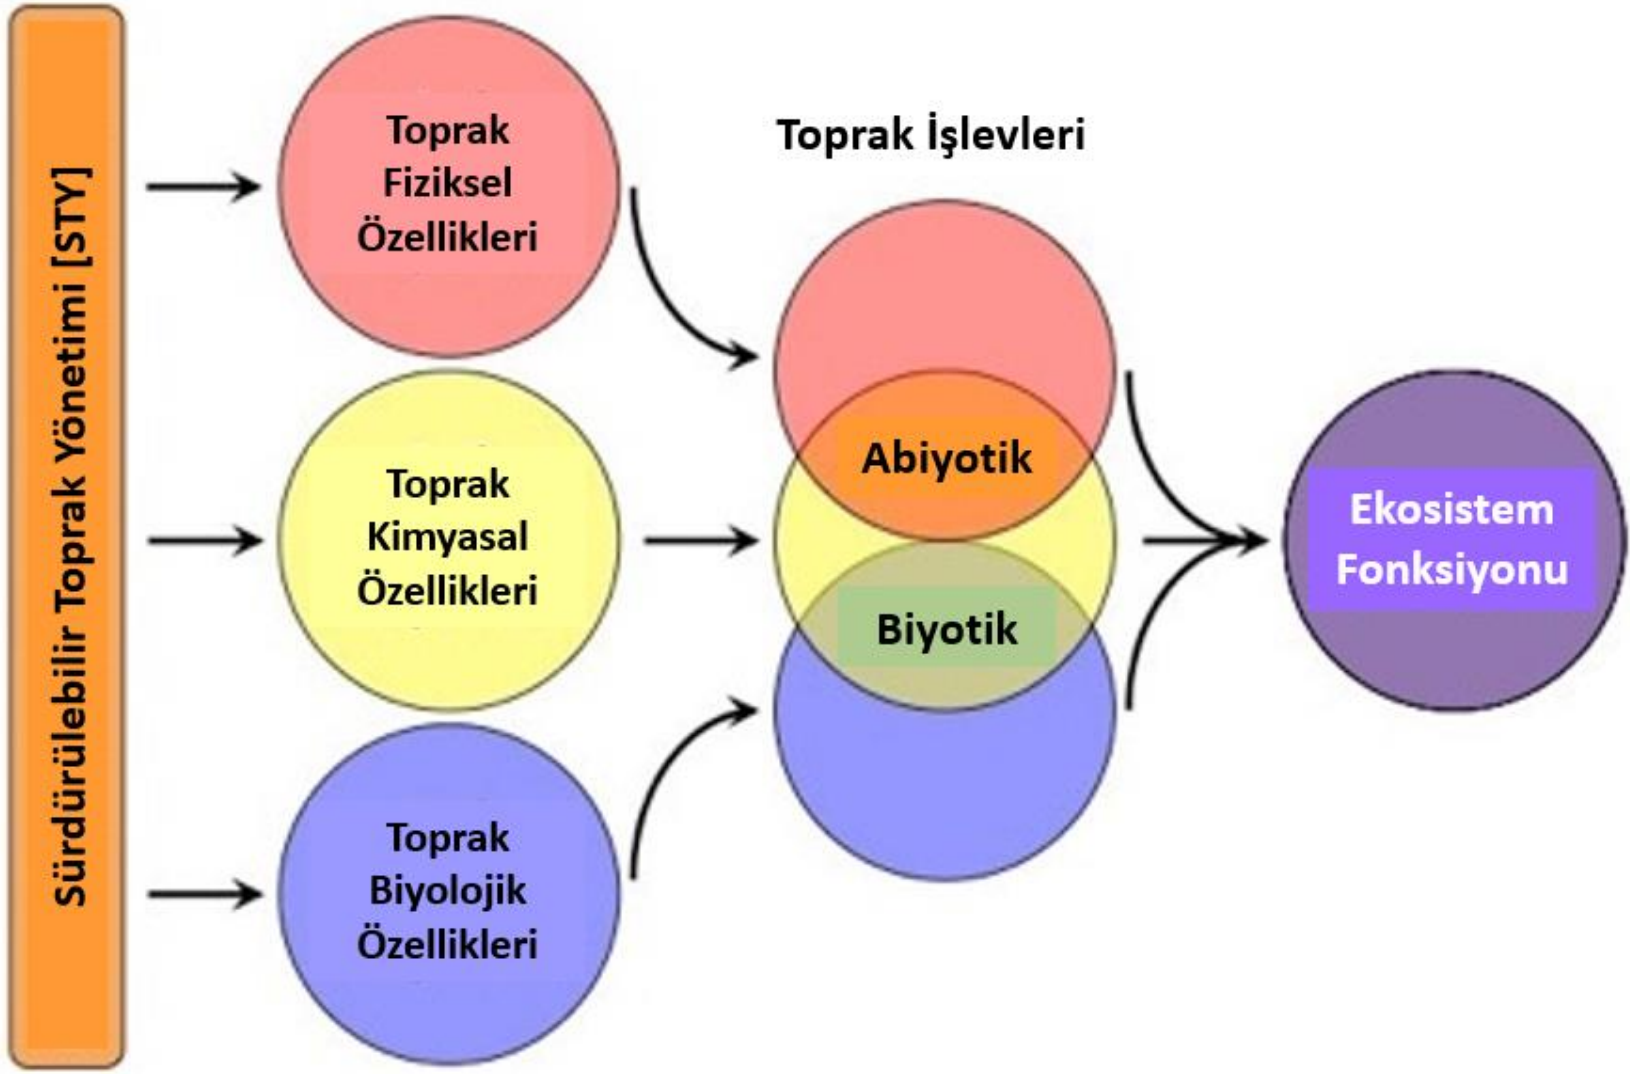 Sürdürülebilir Toprak Yönetimi [STY]
Toprak
Fiziksel
Özellikleri
Toprak
Kimyasal
Özellikleri
Toprak
Biyolojik
Özellikleri
Toprak İşlevleri
Abiyotik
Biyotik
Ekosistem
Fonksiyonu